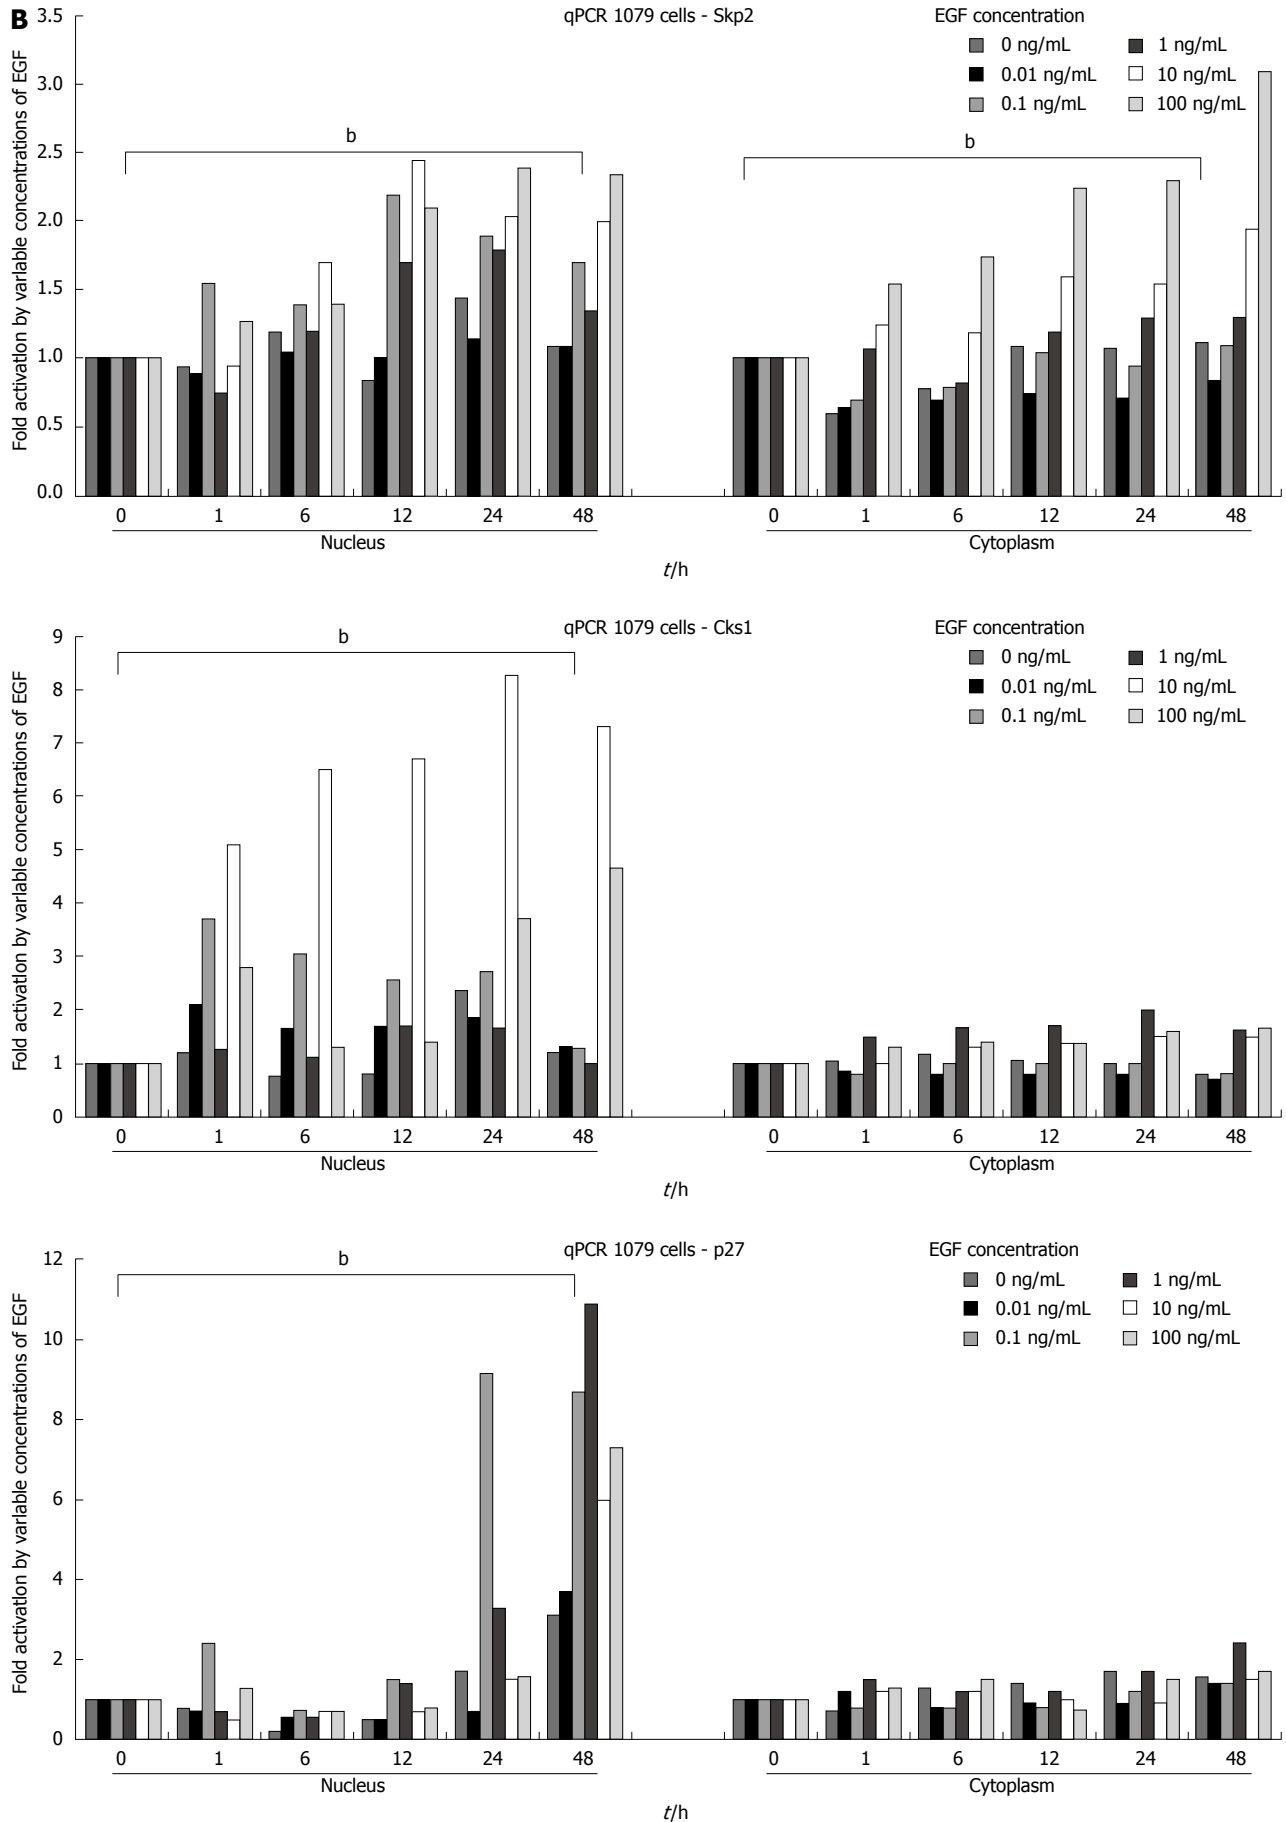 B
qPCR 1079 cells - Skp2
EGF concentration
0 ng/mL
1 ng/mL
0.01 ng/mL
10 ng/mL
0.1 ng/mL
100 ng/mL
Fold activation by variable concentrations of EGF
3.5
3.0
2.5
2.0
1.5
1.0
0.5
0.0
b
b
0 1 6 12 24 48
0 1 6 12 24 48
Nucleus
Cytoplasm
t/h
qPCR 1079 cells - Cks1
EGF concentration
0 ng/mL
1 ng/mL
0.01 ng/mL
10 ng/mL
0.1 ng/mL
100 ng/mL
Fold activation by varlable concentrations of EGF
9
8
7
6
5
4
3
2
1
0
b
0 1 6 12 24 48
0 1 6 12 24 48
Nucleus
Cytoplasm
t/h
qPCR 1079 cells - p27
EGF concentration
0 ng/mL
1 ng/mL
0.01 ng/mL
10 ng/mL
0.1 ng/mL
100 ng/mL
Fold activation by variable concentrations of EGF
12
10
8
6
4
2
0
b
0 1 6 12 24 48
0 1 6 12 24 48
Nucleus
Cytoplasm
t/h